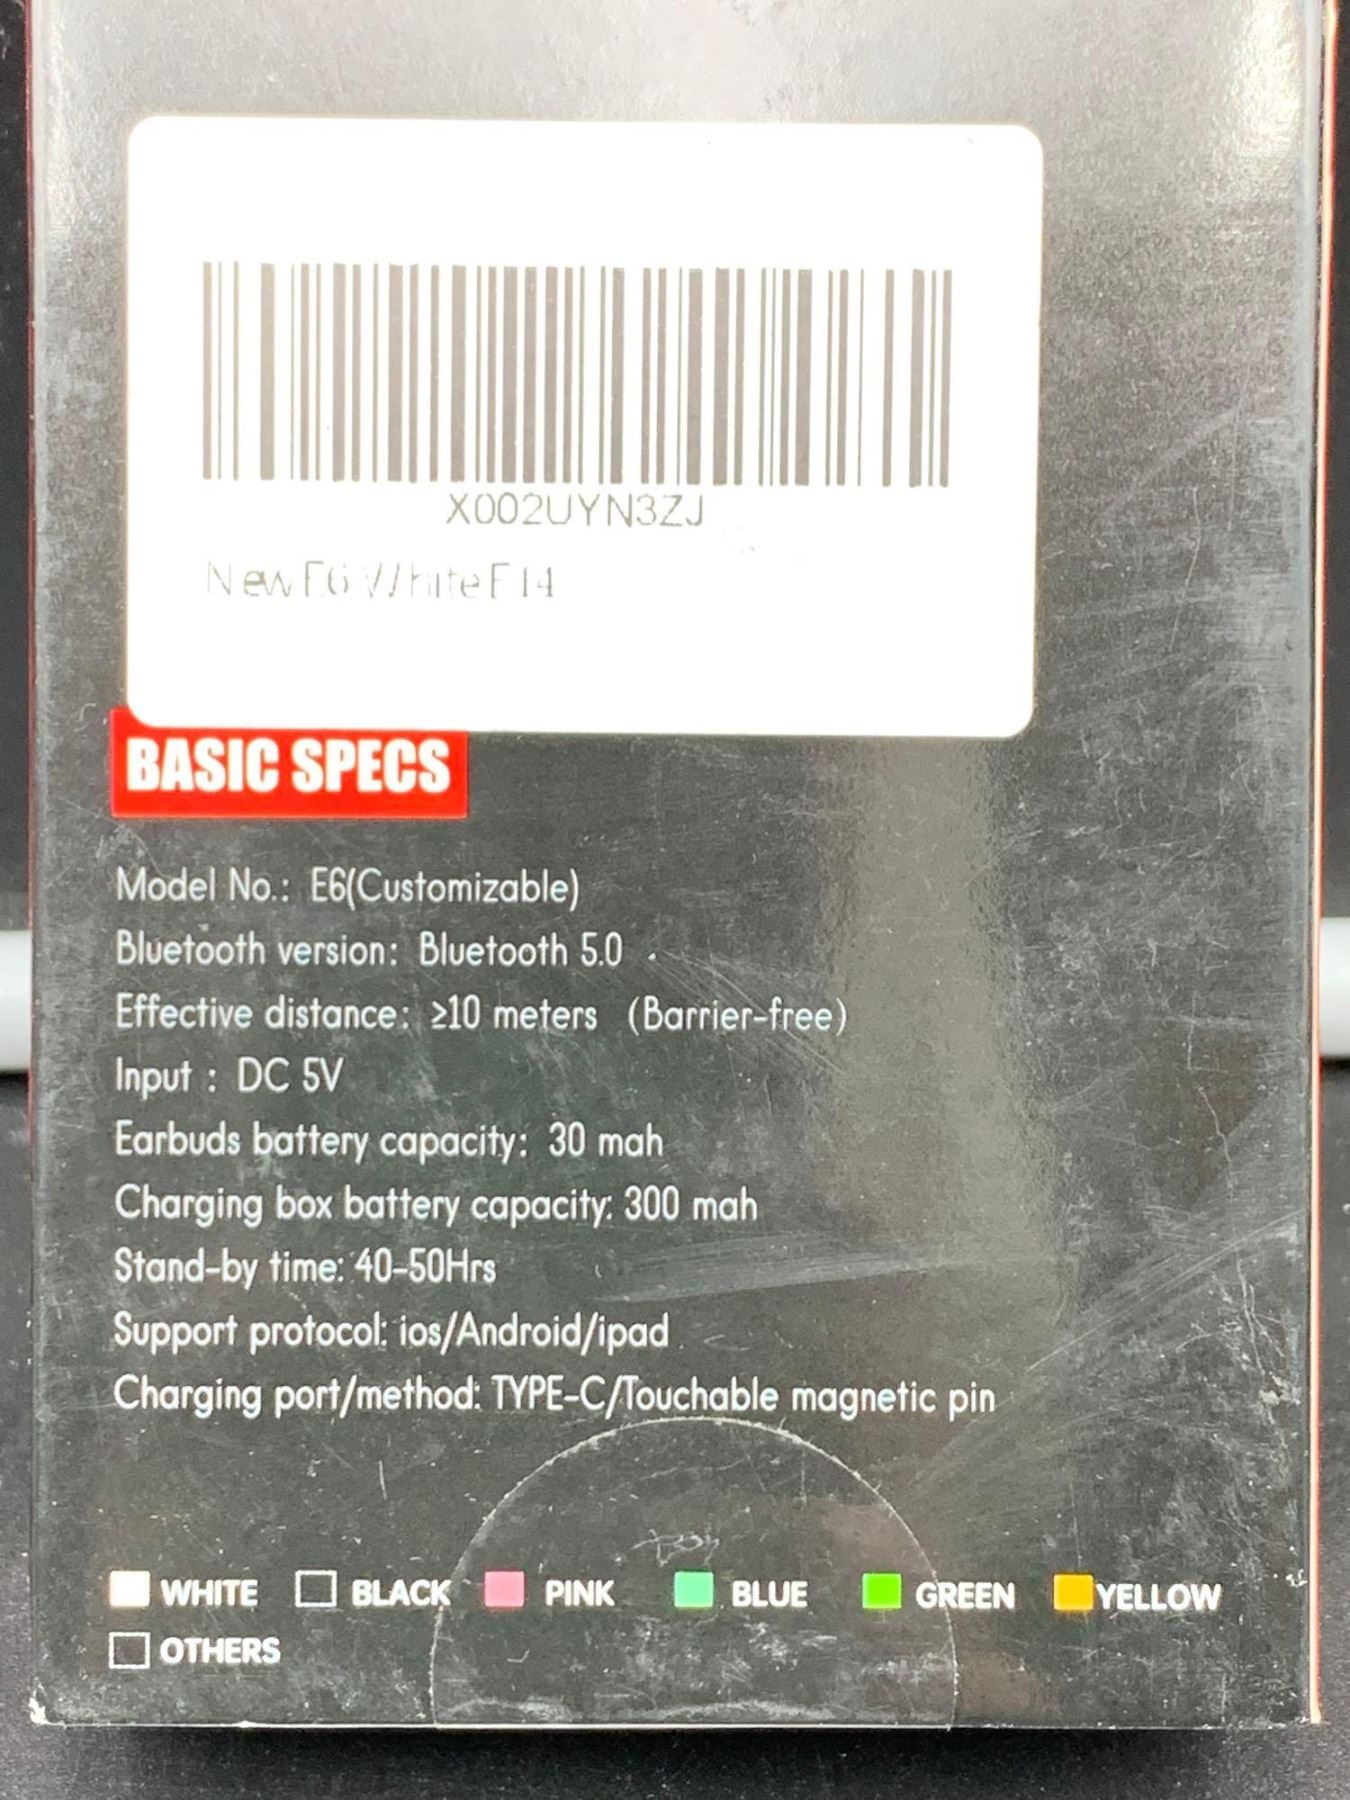 X002UYN3ZJ
New E6 White F14
BASIC SPECS
Model No.: E6(Customizable)
Bluetooth version: Bluetooth 5.0
Effective distance: ≥10 meters (Barrier-free)
Input : DC 5V
Earbuds battery capacity: 30 mah
Charging box battery capacity: 300 mah
Stand-by time: 40-50Hrs
Support protocol: ios/Android/ipad
Charging port/method: TYPE-C/Touchable magnetic pin
WHITE BLACK PINK BLUE GREEN YELLOW
OTHERS